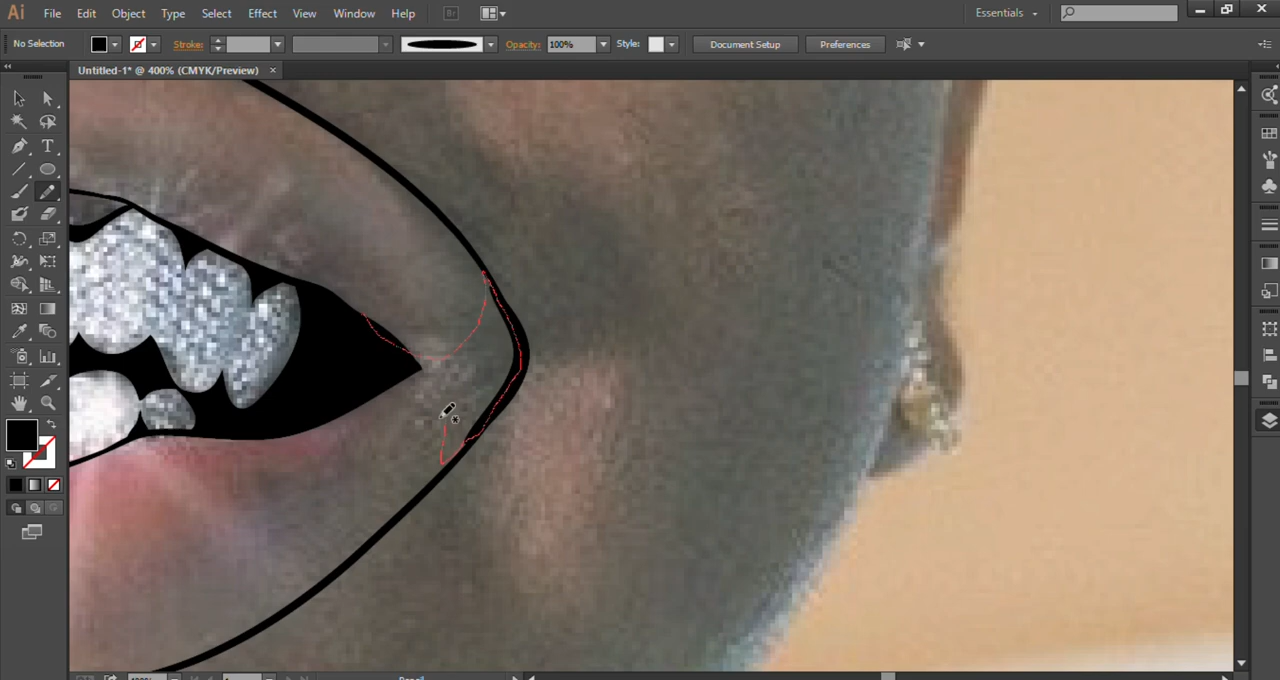 Ai File Edit Object Type Select Effect View Window Help Br Essentials
No Selection Stroke: Opacity: 100% Style: Document Setup Preferences
Untitled-1* @ 400% (CMYK/Preview) ×